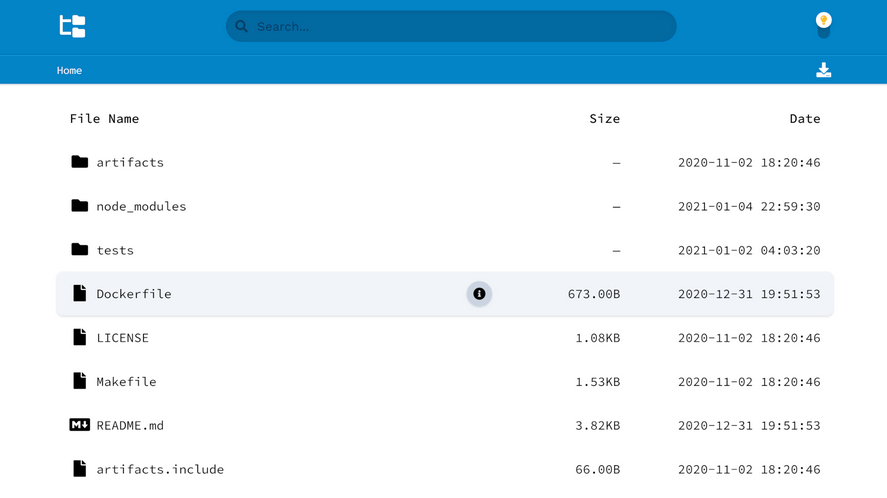 Search...
Home
File Name Size Date
artifacts — 2020-11-02 18:20:46
node_modules — 2021-01-04 22:59:30
tests — 2021-01-02 04:03:20
Dockerfile 673.00B 2020-12-31 19:51:53
LICENSE 1.08KB 2020-11-02 18:20:46
Makefile 1.53KB 2020-11-02 18:20:46
M↓ README.md 3.82KB 2020-12-31 19:51:53
artifacts.include 66.00B 2020-11-02 18:20:46